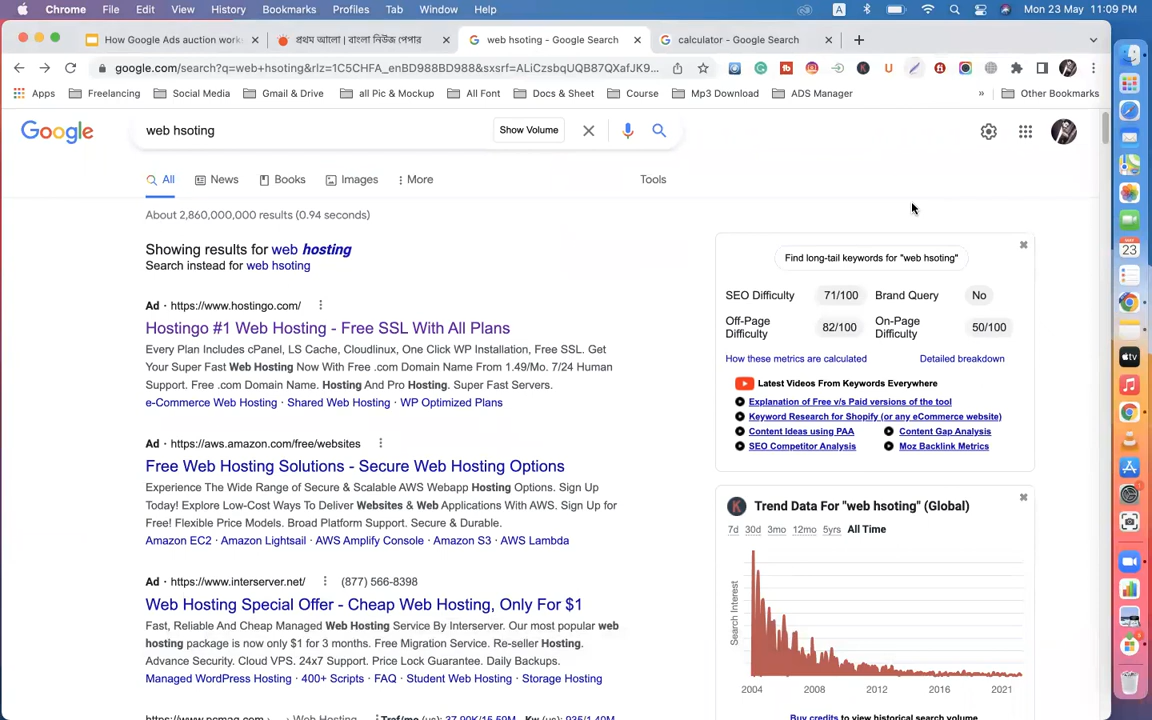 Chrome File Edit View History Bookmarks Profiles Tab Window Help
A Mon 23 May 11:09 PM
How Google Ads auction work
প্রথম আলো | বাংলা নিউজ পেপার
web hsoting - Google Search
calculator - Google Search
google.com/search?q=web+hsoting&rlz=1C5CHFA_enBD988BD988&sxsrf=ALiCzsbqUQB87QXafJK9...
Apps Freelancing Social Media Gmail & Drive all Pic & Mockup All Font Docs & Sheet Course Mp3 Download ADS Manager » Other Bookmarks
Google
web hsoting
Show Volume
All News Books Images More Tools
About 2,860,000,000 results (0.94 seconds)
Showing results for web hosting
Search instead for web hsoting
Ad · https://www.hostingo.com/
Hostingo #1 Web Hosting - Free SSL With All Plans
Every Plan Includes cPanel, LS Cache, Cloudlinux, One Click WP Installation, Free SSL. Get
Your Super Fast Web Hosting Now With Free .com Domain Name From 1.49/Mo. 7/24 Human
Support. Free .com Domain Name. Hosting And Pro Hosting. Super Fast Servers.
e-Commerce Web Hosting · Shared Web Hosting · WP Optimized Plans
Ad · https://aws.amazon.com/free/websites
Free Web Hosting Solutions - Secure Web Hosting Options
Experience The Wide Range of Secure & Scalable AWS Webapp Hosting Options. Sign Up
Today! Explore Low-Cost Ways To Deliver Websites & Web Applications With AWS. Sign Up for
Free! Flexible Price Models. Broad Platform Support. Secure & Durable.
Amazon EC2 · Amazon Lightsail · AWS Amplify Console · Amazon S3 · AWS Lambda
Ad · https://www.interserver.net/ (877) 566-8398
Web Hosting Special Offer - Cheap Web Hosting, Only For $1
Fast, Reliable And Cheap Managed Web Hosting Service By Interserver. Our most popular web
hosting package is now only $1 for 3 months. Free Migration Service. Re-seller Hosting.
Advance Security. Cloud VPS. 24x7 Support. Price Lock Guarantee. Daily Backups.
Managed WordPress Hosting · 400+ Scripts · FAQ · Student Web Hosting · Storage Hosting
Find long-tail keywords for "web hsoting"
SEO Difficulty 71/100 Brand Query No
Off-Page Difficulty 82/100 On-Page Difficulty 50/100
How these metrics are calculated Detailed breakdown
Latest Videos From Keywords Everywhere
Explanation of Free v/s Paid versions of the tool
Keyword Research for Shopify (or any eCommerce website)
Content Ideas using PAA Content Gap Analysis
SEO Competitor Analysis Moz Backlink Metrics
Trend Data For "web hsoting" (Global)
7d 30d 3mo 12mo 5yrs All Time
Search Interest
2004 2008 2012 2016 2021
Buy credits to view historical search volume
23
tv